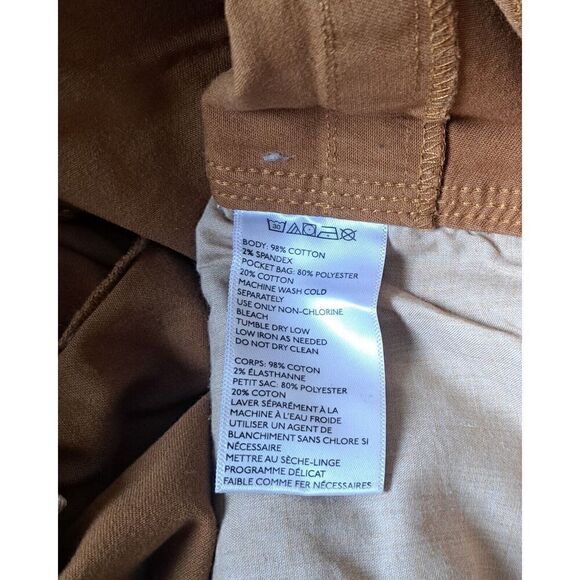 30
BODY: 98% COTTON
2% SPANDEX
POCKET BAG: 80% POLYESTER
20% COTTON
MACHINE WASH COLD
SEPARATELY
USE ONLY NON-CHLORINE
BLEACH
TUMBLE DRY LOW
LOW IRON AS NEEDED
DO NOT DRY CLEAN
CORPS: 98% COTON
2% ÉLASTHANNE
PETIT SAC: 80% POLYESTER
20% COTON
LAVER SÉPARÉMENT À LA
MACHINE À L'EAU FROIDE
UTILISER UN AGENT DE
BLANCHIMENT SANS CHLORE SI
NÉCESSAIRE
METTRE AU SÈCHE-LINGE
PROGRAMME DÉLICAT
FAIBLE COMME FER NÉCESSAIRES